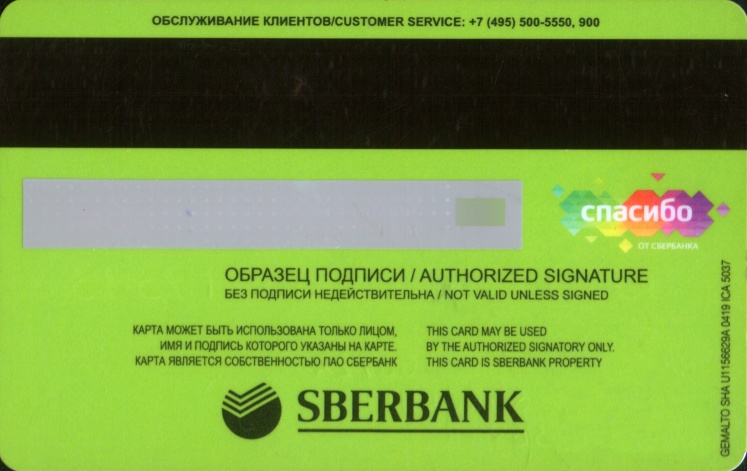 ОБСЛУЖИВАНИЕ КЛИЕНТОВ/CUSTOMER SERVICE: +7 (495) 500-5550, 900
спасибо
ОТ СБЕРБАНКА
ОБРАЗЕЦ ПОДПИСИ / AUTHORIZED SIGNATURE
БЕЗ ПОДПИСИ НЕДЕЙСТВИТЕЛЬНА / NOT VALID UNLESS SIGNED
КАРТА МОЖЕТ БЫТЬ ИСПОЛЬЗОВАНА ТОЛЬКО ЛИЦОМ,
ИМЯ И ПОДПИСЬ КОТОРОГО УКАЗАНЫ НА КАРТЕ.
КАРТА ЯВЛЯЕТСЯ СОБСТВЕННОСТЬЮ ПАО СБЕРБАНК
THIS CARD MAY BE USED
BY THE AUTHORIZED SIGNATORY ONLY.
THIS CARD IS SBERBANK PROPERTY
SBERBANK
GEMALTO SHA U1156629A 0419 ICA 5037